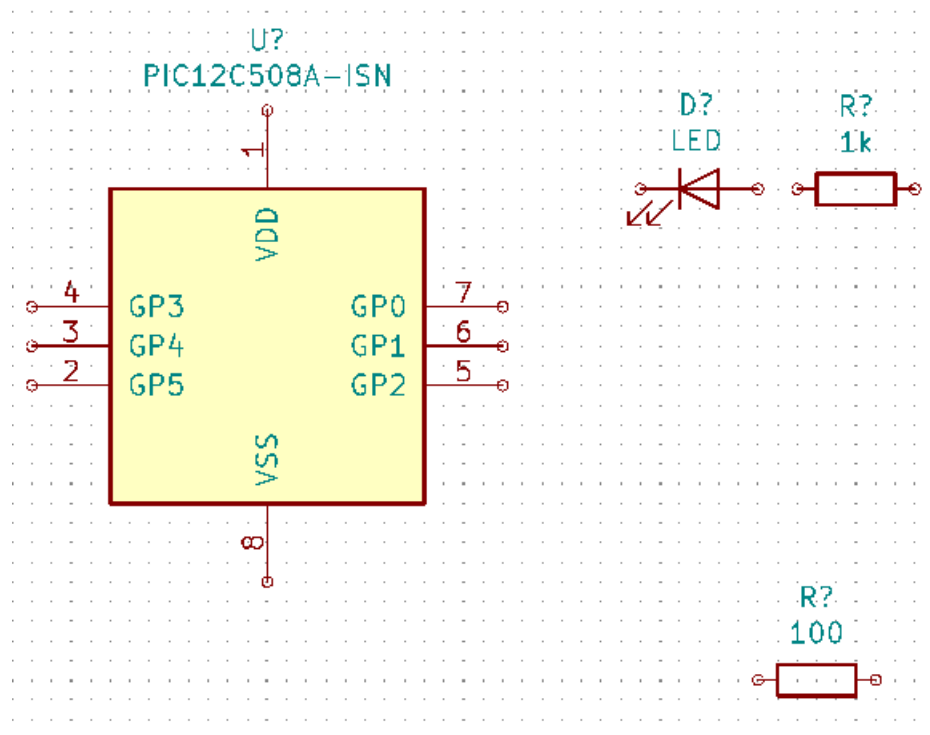 U?
PIC12C508A-ISN
D?
LED
R?
1k
1
VDD
4 GP3 GP0 7
3 GP4 GP1 6
2 GP5 GP2 5
VSS
8
R?
100